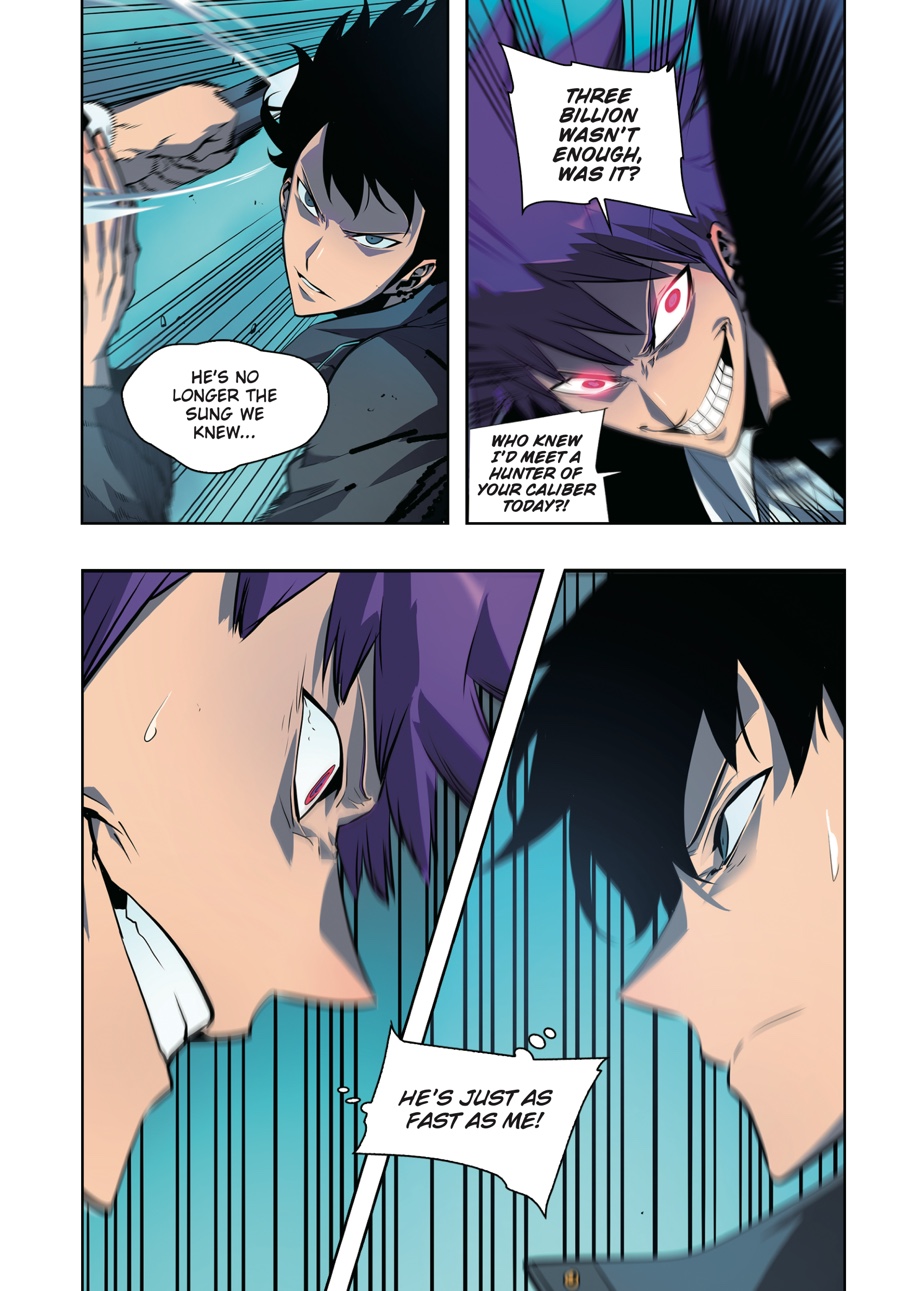 HE'S NO
LONGER THE
SUNG WE
KNEW...
THREE
BILLION
WASN'T
ENOUGH,
WAS IT?
WHO KNEW
I'D MEET A
HUNTER OF
YOUR CALIBER
TODAY?!
HE'S JUST AS
FAST AS ME!